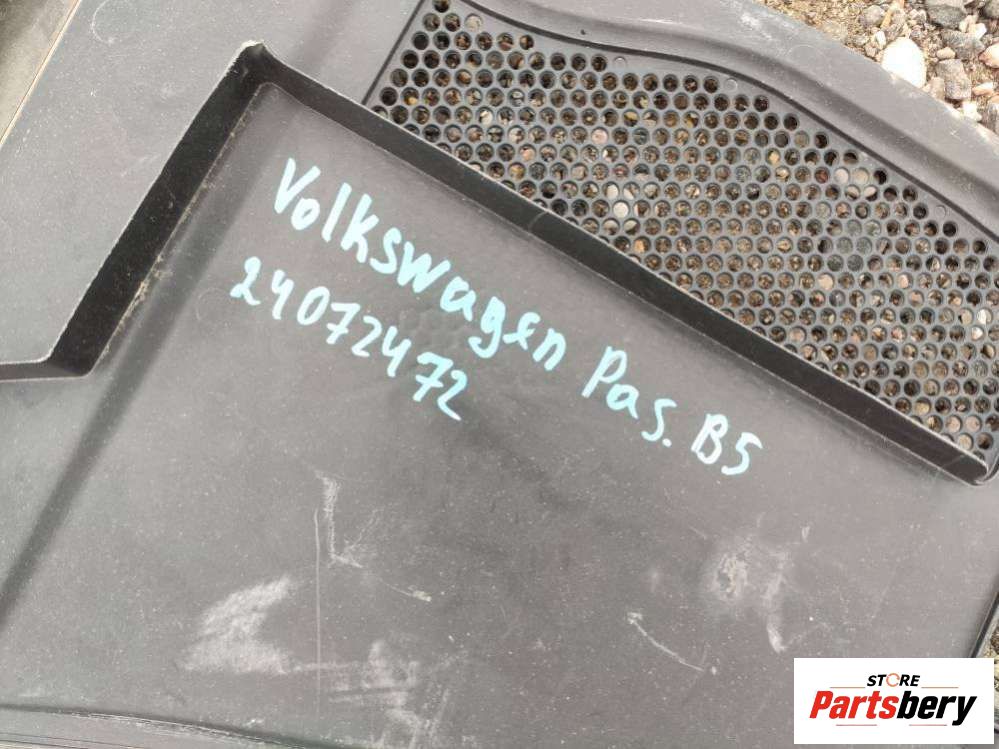 Volkswagen Pas. B5
24072472
STORE
Partsbery